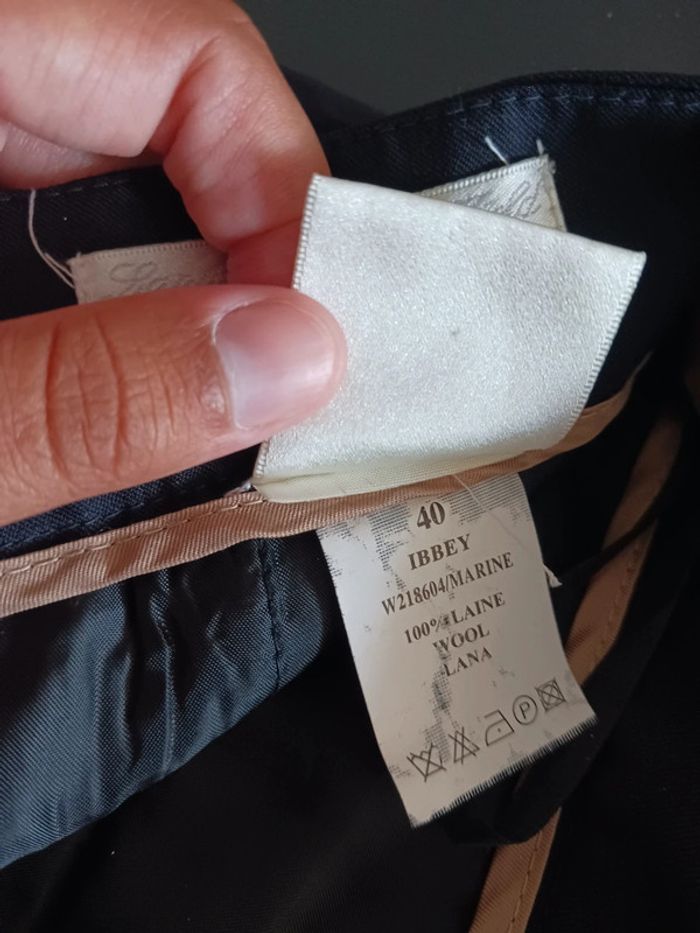 40
IBBEY
W218604/MARINE
100% LAINE
WOOL
LANA
P